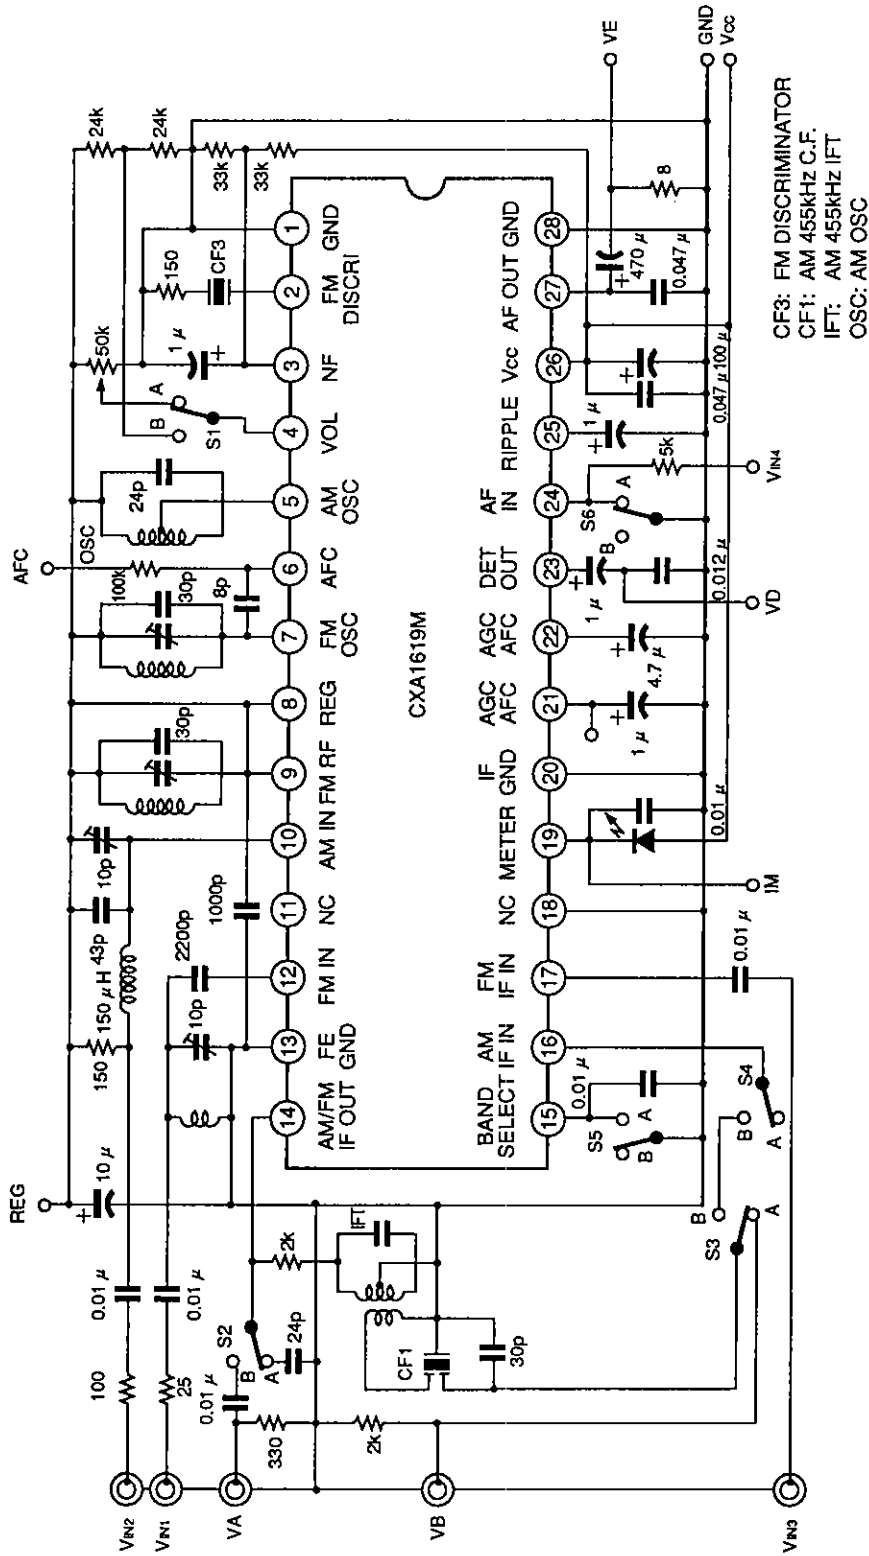 REG
AFC
24k
24k
33k
33k
50k
150
CF3
1 μ
A
B
S1
24p
OSC
100k
30p
8p
30p
10p
43p
150 μH
150
1000p
2200p
10p
10 μ
0.01 μ
0.01 μ
100
25
VIN2
VIN1
VA
VB
VIN3
0.01 μ
S2
B
A
24p
330
2k
2k
IFT
CF1
30p
14
13
12
11
10
9
8
7
6
5
4
3
2
1
AM/FM IF OUT
FE GND
FM IN
NC
AM IN
FM RF
REG
FM OSC
AFC
AM OSC
VOL
NF
FM DISCRI
GND
CXA1619M
BAND SELECT
AM IF IN
FM IF IN
NC
METER
IF GND
AGC AFC
AGC AFC
DET OUT
AF IN
RIPPLE
Vcc
AF OUT
GND
15
16
17
18
19
20
21
22
23
24
25
26
27
28
0.01 μ
S5
B
A
S4
B
A
S3
B
A
0.01 μ
0.01 μ
IM
1 μ
4.7 μ
1 μ
0.012 μ
VD
S6
B
A
5k
VIN4
1 μ
0.047 μ
100 μ
470 μ
0.047 μ
8
VE
GND
Vcc
CF3: FM DISCRIMINATOR
CF1: AM 455kHz C.F.
IFT: AM 455kHz IFT
OSC: AM OSC